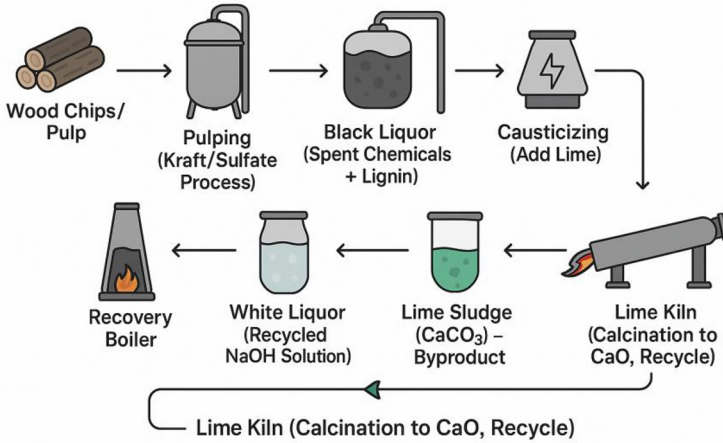 Wood Chips/
Pulp
Pulping
(Kraft/Sulfate
Process)
Black Liquor
(Spent Chemicals
+ Lignin)
Causticizing
(Add Lime)
Recovery
Boiler
White Liquor
(Recycled
NaOH Solution)
Lime Sludge
(CaCO₃) –
Byproduct
Lime Kiln
(Calcination to
CaO, Recycle)
Lime Kiln (Calcination to CaO, Recycle)